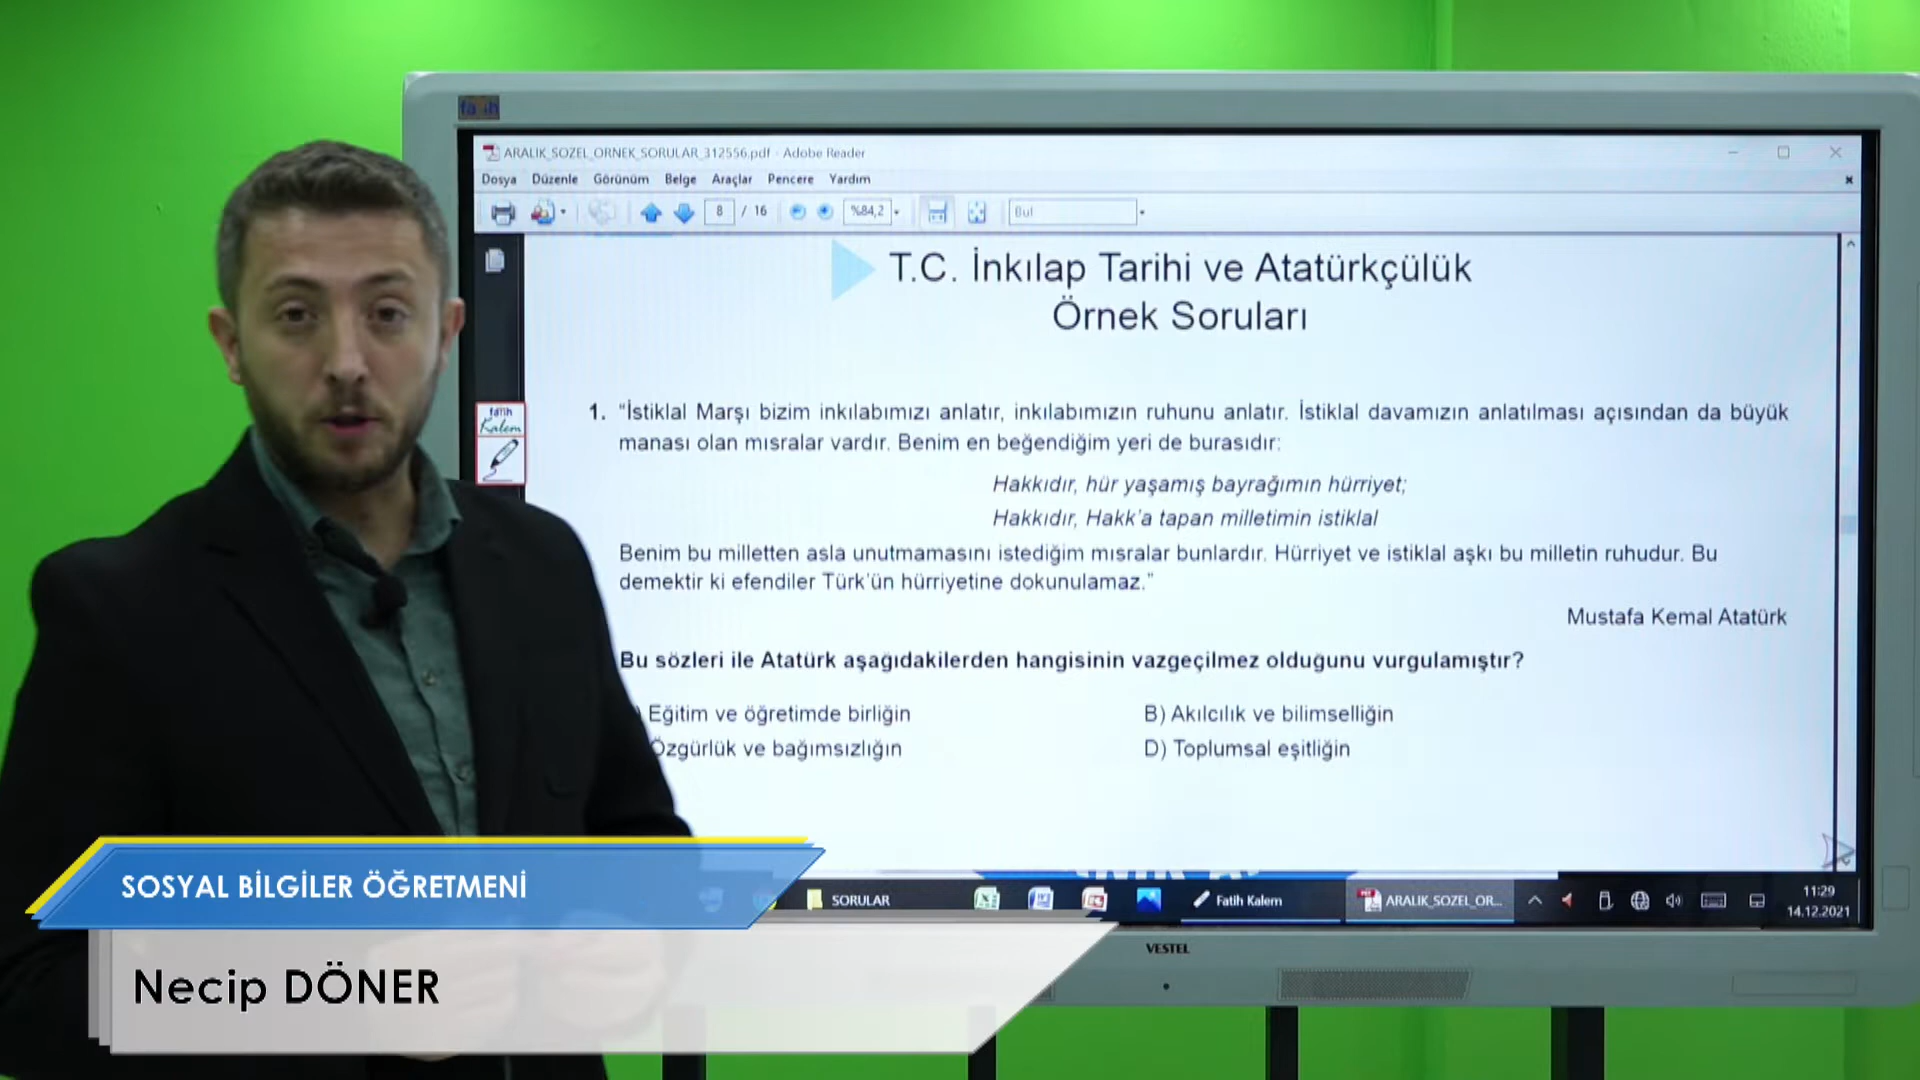 fatih
ARALIK_SOZEL_ORNEK_SORULAR_312556.pdf - Adobe Reader
Dosya Düzenle Görünüm Belge Araçlar Pencere Yardım
8 / 16 %84,2 Bul
T.C. İnkılap Tarihi ve Atatürkçülük
Örnek Soruları
fatih
Kalem
1. “İstiklal Marşı bizim inkılabımızı anlatır, inkılabımızın ruhunu anlatır. İstiklal davamızın anlatılması açısından da büyük
manası olan mısralar vardır. Benim en beğendiğim yeri de burasıdır:
Hakkıdır, hür yaşamış bayrağımın hürriyet;
Hakkıdır, Hakk’a tapan milletimin istiklal
Benim bu milletten asla unutmamasını istediğim mısralar bunlardır. Hürriyet ve istiklal aşkı bu milletin ruhudur. Bu
demektir ki efendiler Türk’ün hürriyetine dokunulamaz.”
Mustafa Kemal Atatürk
Bu sözleri ile Atatürk aşağıdakilerden hangisinin vazgeçilmez olduğunu vurgulamıştır?
) Eğitim ve öğretimde birliğin B) Akılcılık ve bilimselliğin
Özgürlük ve bağımsızlığın D) Toplumsal eşitliğin
SOSYAL BİLGİLER ÖĞRETMENİ
SORULAR Fatih Kalem ARALIK_SOZEL_OR... 11:29
14.12.2021
VESTEL
Necip DÖNER